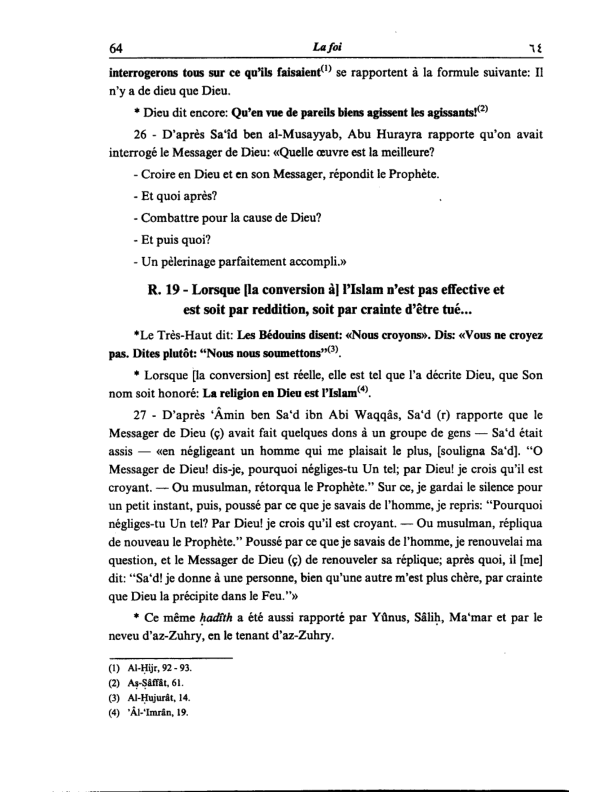 64 La foi ٦٤
interrogerons tous sur ce qu'ils faisaient(1) se rapportent à la formule suivante: Il
n'y a de dieu que Dieu.
* Dieu dit encore: Qu'en vue de pareils biens agissent les agissants!(2)
26 - D'après Sa‘îd ben al-Musayyab, Abu Hurayra rapporte qu'on avait
interrogé le Messager de Dieu: «Quelle œuvre est la meilleure?
- Croire en Dieu et en son Messager, répondit le Prophète.
- Et quoi après?
- Combattre pour la cause de Dieu?
- Et puis quoi?
- Un pèlerinage parfaitement accompli.»
R. 19 - Lorsque [la conversion à] l'Islam n'est pas effective et
est soit par reddition, soit par crainte d'être tué...
*Le Très-Haut dit: Les Bédouins disent: «Nous croyons». Dis: «Vous ne croyez
pas. Dites plutôt: “Nous nous soumettons”(3).
* Lorsque [la conversion] est réelle, elle est tel que l'a décrite Dieu, que Son
nom soit honoré: La religion en Dieu est l'Islam(4).
27 - D'après ‘Âmin ben Sa‘d ibn Abi Waqqâs, Sa‘d (r) rapporte que le
Messager de Dieu (ç) avait fait quelques dons à un groupe de gens — Sa‘d était
assis — «en négligeant un homme qui me plaisait le plus, [souligna Sa‘d]. “O
Messager de Dieu! dis-je, pourquoi négliges-tu Un tel; par Dieu! je crois qu'il est
croyant. — Ou musulman, rétorqua le Prophète.” Sur ce, je gardai le silence pour
un petit instant, puis, poussé par ce que je savais de l'homme, je repris: “Pourquoi
négliges-tu Un tel? Par Dieu! je crois qu'il est croyant. — Ou musulman, répliqua
de nouveau le Prophète.” Poussé par ce que je savais de l'homme, je renouvelai ma
question, et le Messager de Dieu (ç) de renouveler sa réplique; après quoi, il [me]
dit: “Sa‘d! je donne à une personne, bien qu'une autre m'est plus chère, par crainte
que Dieu la précipite dans le Feu.”»
* Ce même ḥadîth a été aussi rapporté par Yûnus, Sâliḥ, Ma‘mar et par le
neveu d'az-Zuhry, en le tenant d'az-Zuhry.
(1) Al-Ḥijr, 92 - 93.
(2) Aṣ-Ṣâffât, 61.
(3) Al-Ḥujurât, 14.
(4) 'Âl-‘Imrân, 19.